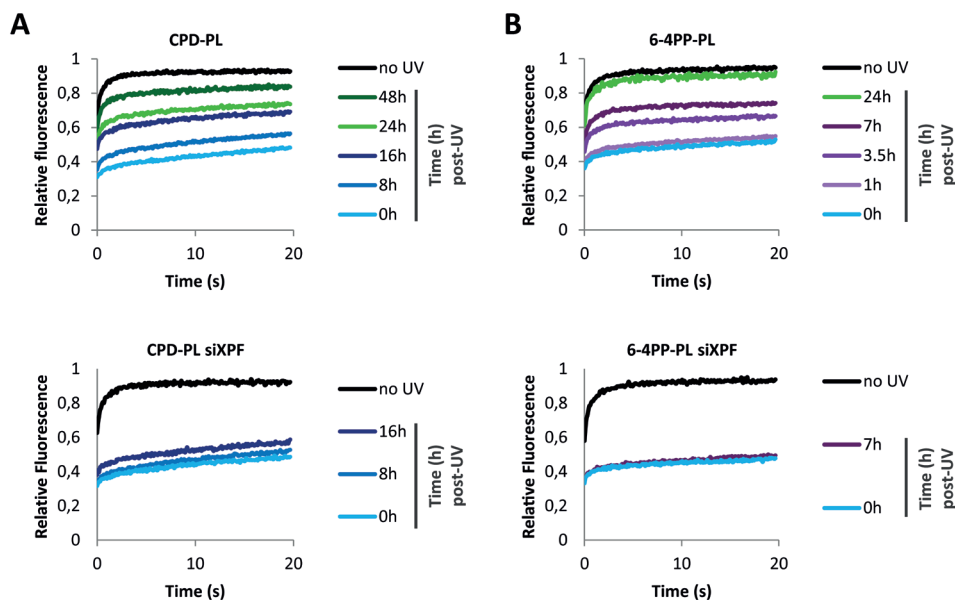 A
CPD-PL
Relative fluorescence
1
0,8
0,6
0,4
0,2
0
0
10
20
Time (s)
no UV
48h
24h
16h
8h
0h
Time (h)
post-UV
B
6-4PP-PL
Relative fluorescence
1
0,8
0,6
0,4
0,2
0
0
10
20
Time (s)
no UV
24h
7h
3.5h
1h
0h
Time (h)
post-UV
CPD-PL siXPF
Relative Fluorescence
1
0,8
0,6
0,4
0,2
0
0
10
20
Time (s)
no UV
16h
8h
0h
Time (h)
post-UV
6-4PP-PL siXPF
Relative Fluorescence
1
0,8
0,6
0,4
0,2
0
0
10
20
Time (s)
no UV
7h
0h
Time (h)
post-UV